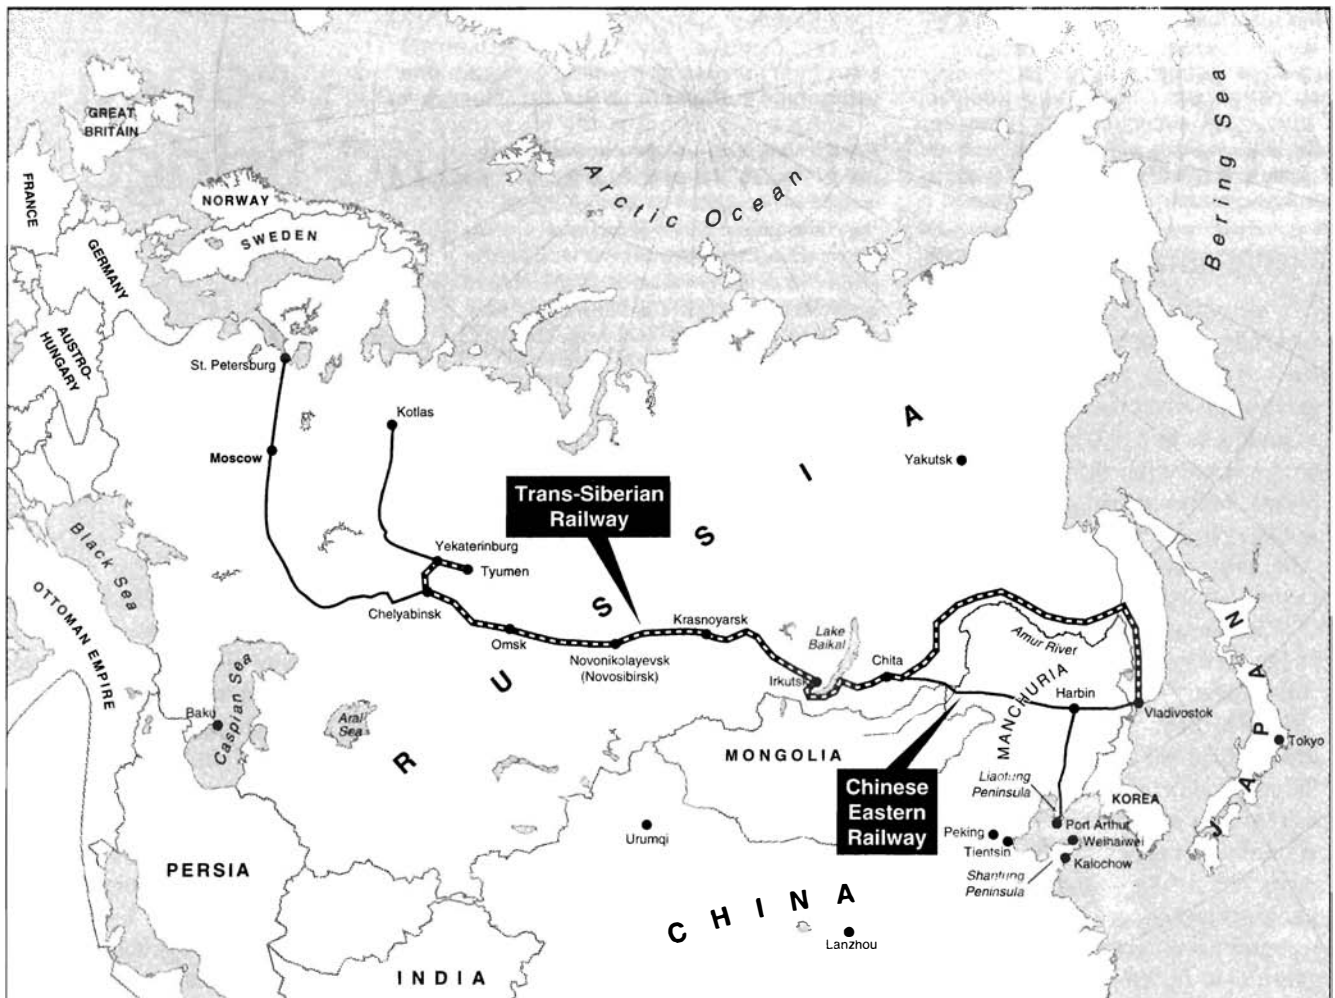 GREAT
BRITAIN
FRANCE
NORWAY
SWEDEN
GERMANY
AUSTRO-
HUNGARY
Arctic Ocean
Bering Sea
St. Petersburg
Kotlas
Moscow
Yakutsk
Trans-Siberian
Railway
Black Sea
OTTOMAN EMPIRE
Yekaterinburg
Tyumen
Chelyabinsk
Omsk
Novonikolayevsk
(Novosibirsk)
Krasnoyarsk
Lake
Baikal
Irkutsk
Chita
Amur River
MANCHURIA
Harbin
Vladivostok
RUSSIA
JAPAN
Tokyo
Baku
Caspian Sea
Aral
Sea
MONGOLIA
Chinese
Eastern
Railway
Liaotung
Peninsula
KOREA
Port Arthur
Peking
Tientsin
Weihaiwei
Kalochow
Shantung
Peninsula
Urumqi
PERSIA
CHINA
Lanzhou
INDIA